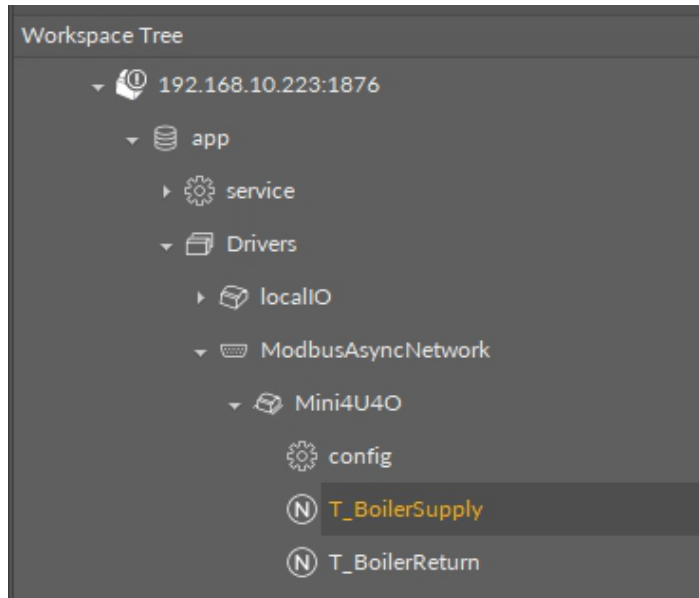 Workspace Tree
192.168.10.223:1876
app
service
Drivers
localIO
ModbusAsyncNetwork
Mini4U4O
config
N T_BoilerSupply
N T_BoilerReturn